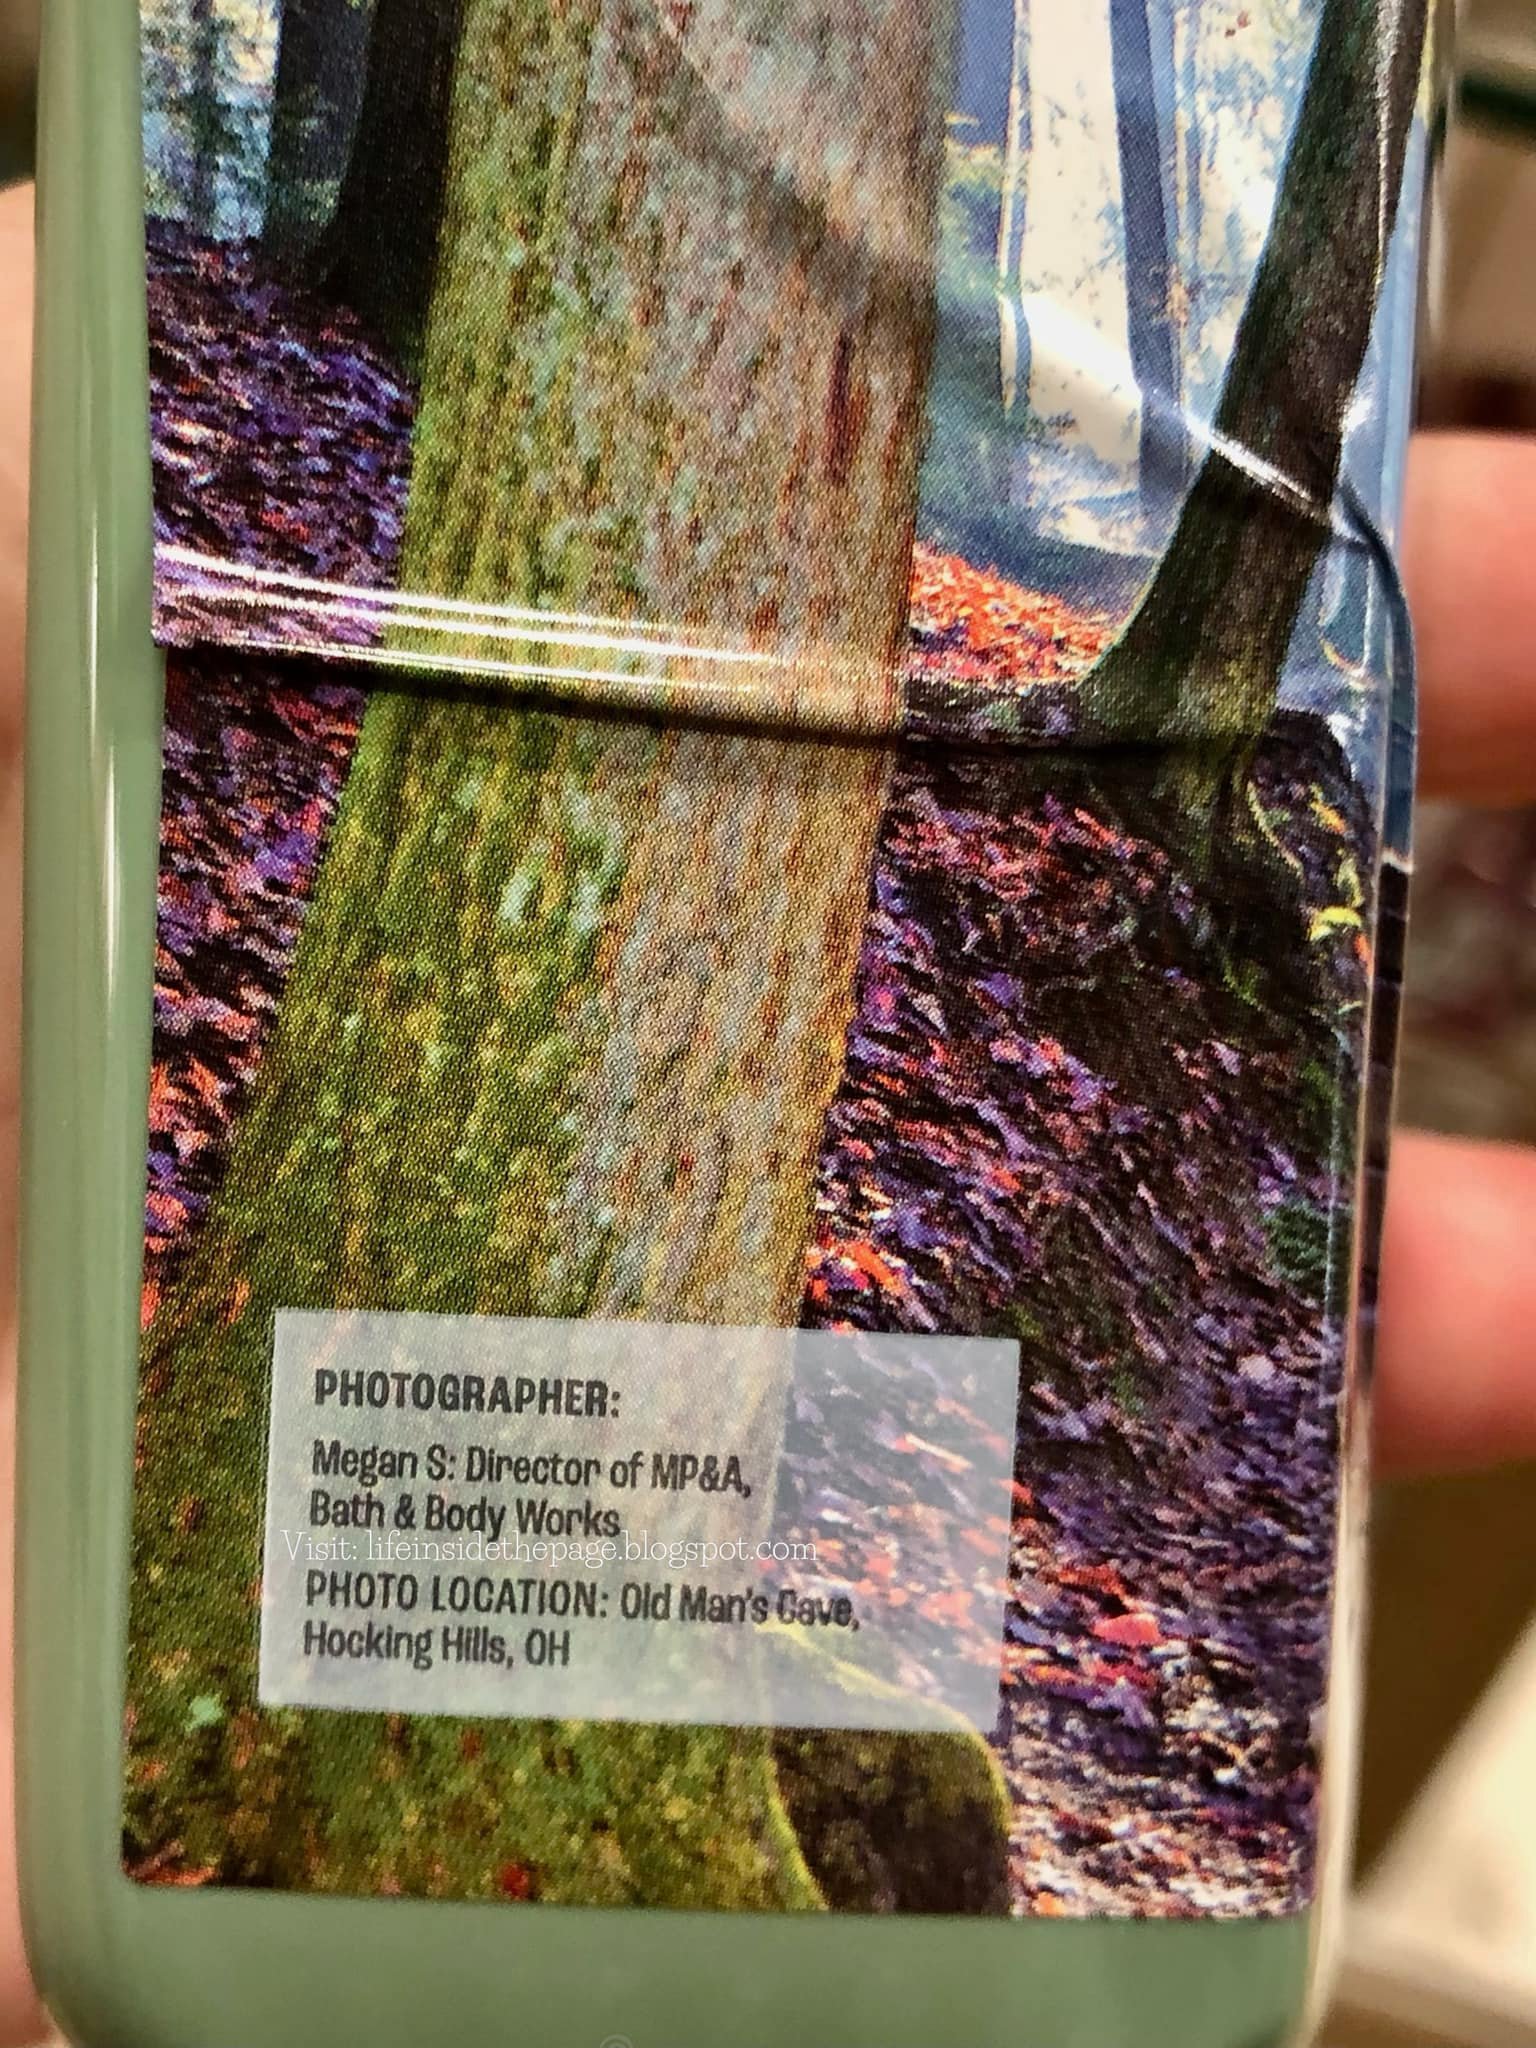 PHOTOGRAPHER:
Megan S: Director of MP&A,
Bath & Body Works
Visit: lifeinsidethepage.blogspot.com
PHOTO LOCATION: Old Man's Cave,
Hocking Hills, OH